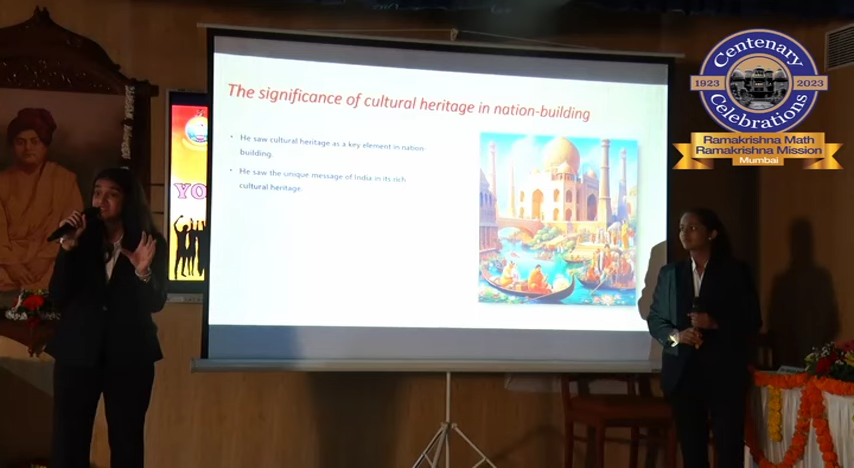 The significance of cultural heritage in nation-building
• He saw cultural heritage as a key element in nation-
building.
• He saw the unique message of India in its rich
cultural heritage.
YO
Centenary
1923 2023
Celebrations
Ramakrishna Math
Ramakrishna Mission
Mumbai